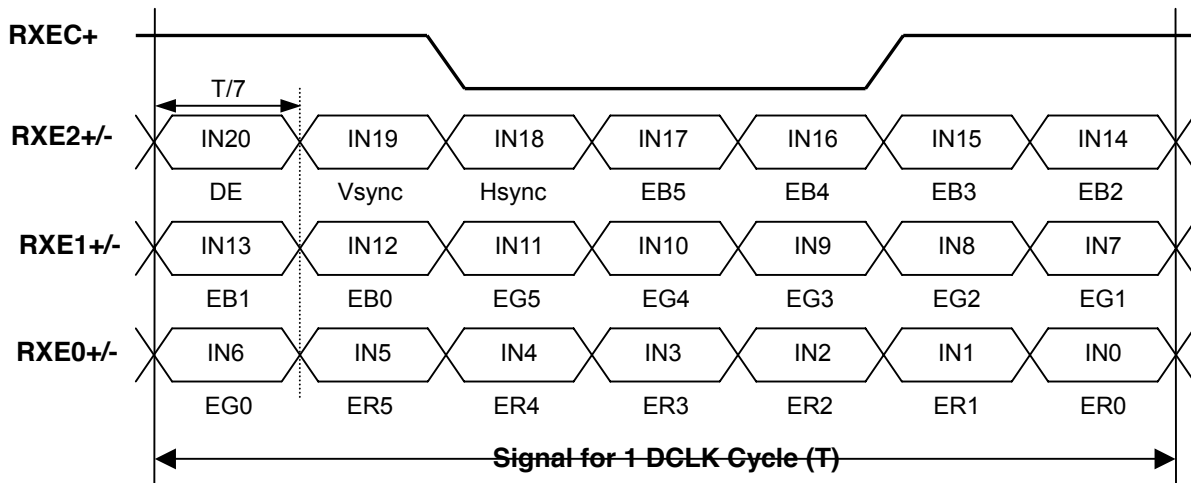 RXEC+
T/7
RXE2+/- IN20 IN19 IN18 IN17 IN16 IN15 IN14
DE Vsync Hsync EB5 EB4 EB3 EB2
RXE1+/- IN13 IN12 IN11 IN10 IN9 IN8 IN7
EB1 EB0 EG5 EG4 EG3 EG2 EG1
RXE0+/- IN6 IN5 IN4 IN3 IN2 IN1 IN0
EG0 ER5 ER4 ER3 ER2 ER1 ER0
Signal for 1 DCLK Cycle (T)